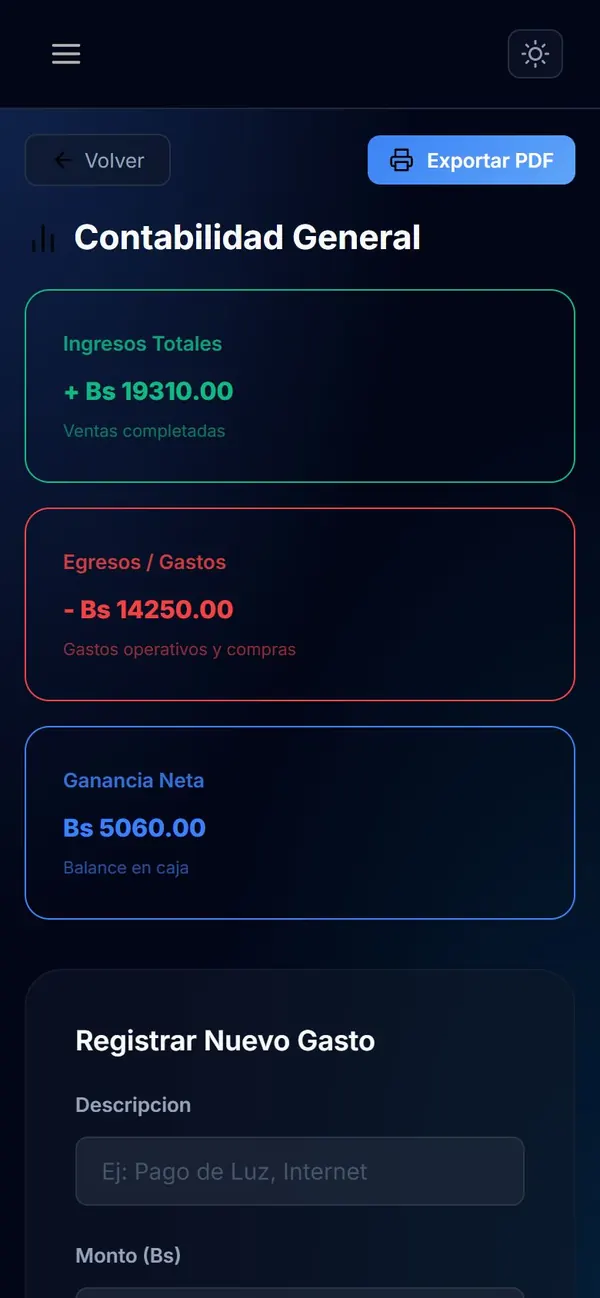 Volver
Exportar PDF
Contabilidad General
Ingresos Totales
+ Bs 19310.00
Ventas completadas
Egresos / Gastos
- Bs 14250.00
Gastos operativos y compras
Ganancia Neta
Bs 5060.00
Balance en caja
Registrar Nuevo Gasto
Descripcion
Ej: Pago de Luz, Internet
Monto (Bs)